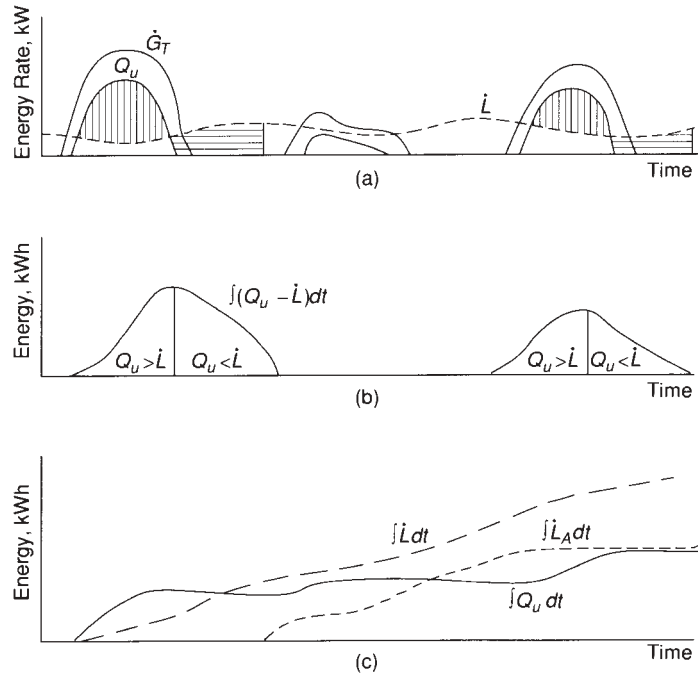 Energy Rate, kW
Ġ_T
Q_u
L̇
Time
(a)
Energy, kWh
∫(Q_u − L̇)dt
Q_u > L̇
Q_u < L̇
Q_u > L̇
Q_u < L̇
Time
(b)
Energy, kWh
∫L̇dt
∫L̇_A dt
∫Q_u dt
Time
(c)